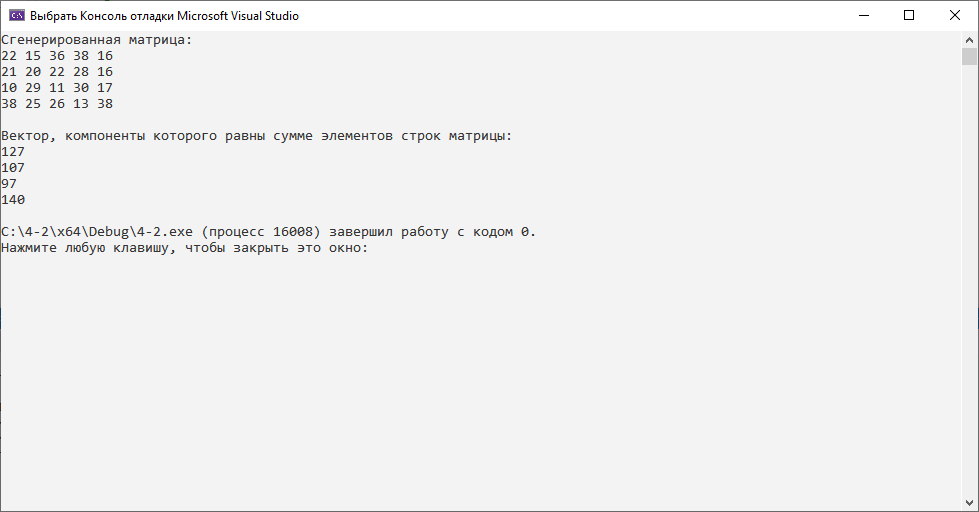 Выбрать Консоль отладки Microsoft Visual Studio
Сгенерированная матрица:
22 15 36 38 16
21 20 22 28 16
10 29 11 30 17
38 25 26 13 38
Вектор, компоненты которого равны сумме элементов строк матрицы:
127
107
97
140
C:\4-2\x64\Debug\4-2.exe (процесс 16008) завершил работу с кодом 0.
Нажмите любую клавишу, чтобы закрыть это окно: